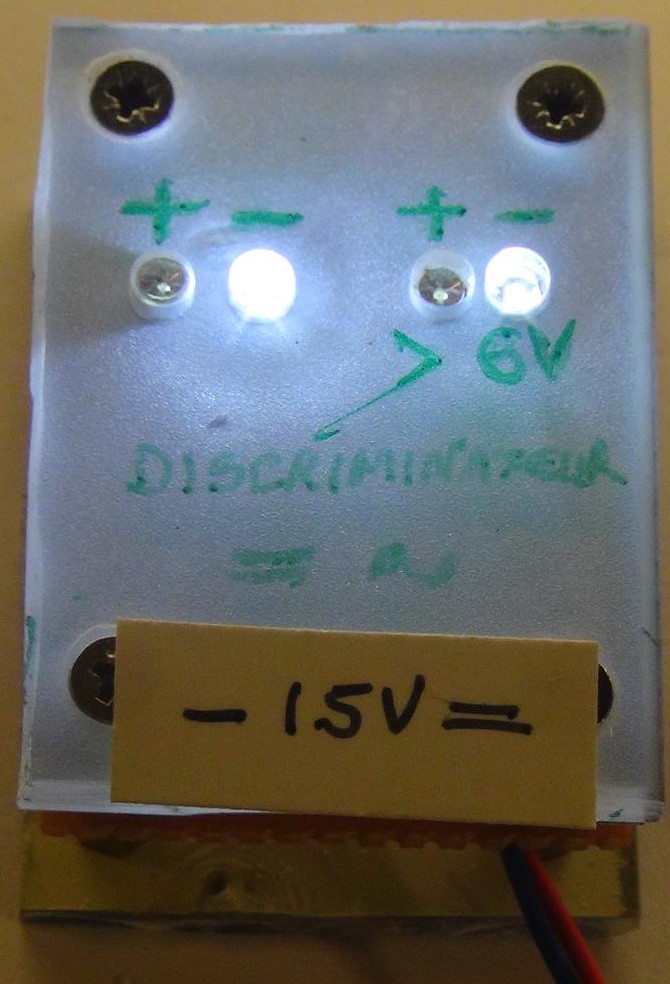 + - + -
> 6V
DISCRIMINATEUR
= ~
- 15V =